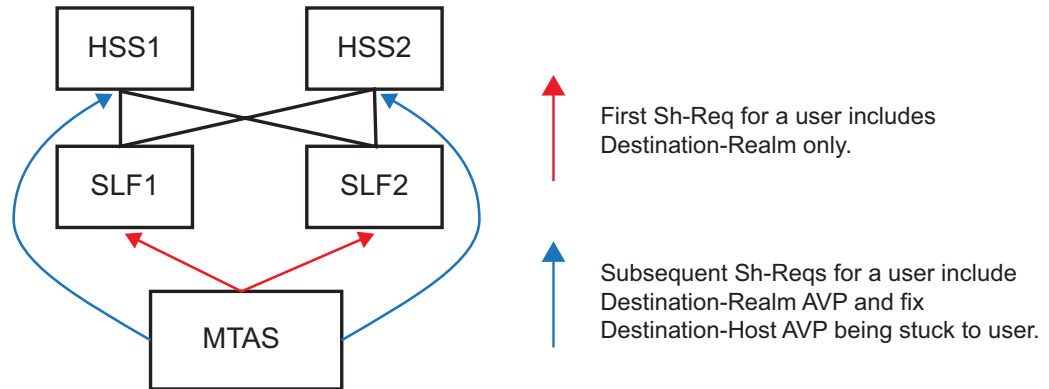 HSS1
HSS2
SLF1
SLF2
MTAS
First Sh-Req for a user includes
Destination-Realm only.
Subsequent Sh-Reqs for a user include
Destination-Realm AVP and fix
Destination-Host AVP being stuck to user.